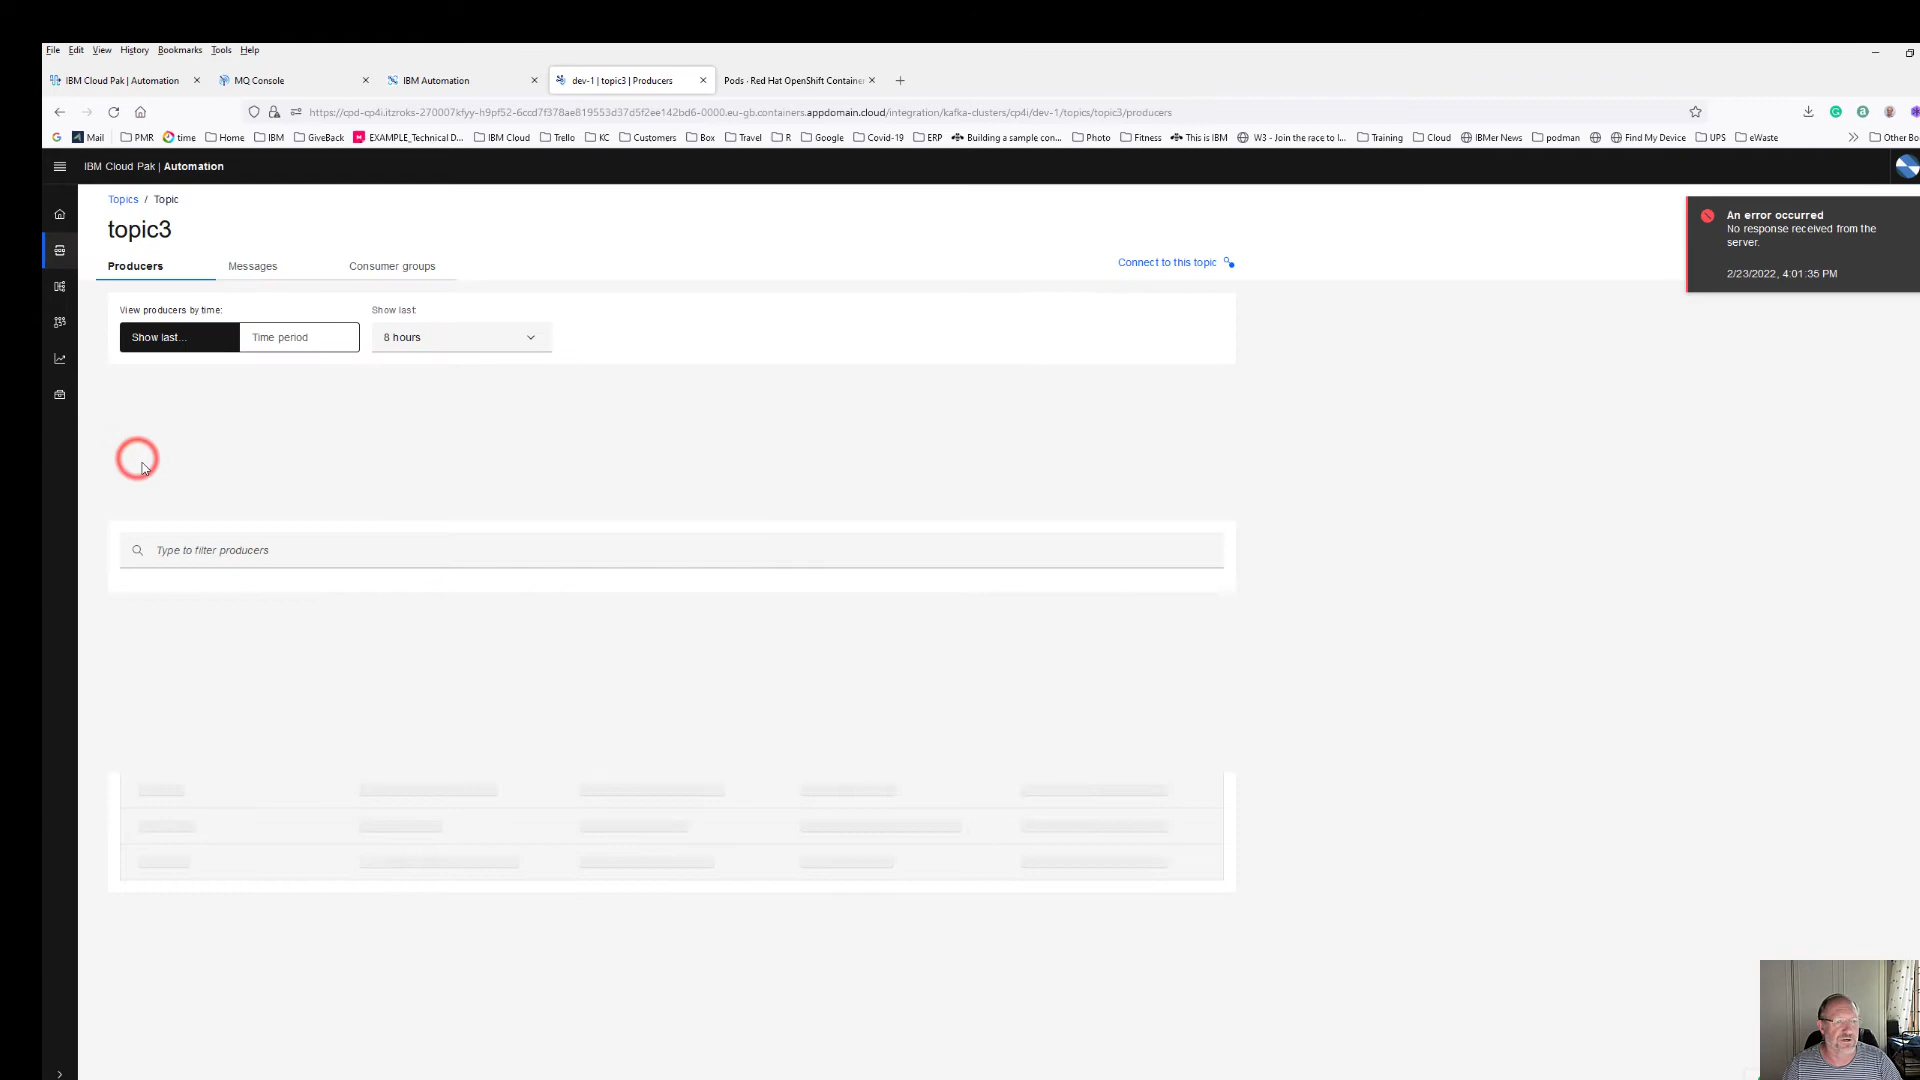 File Edit View History Bookmarks Tools Help
IBM Cloud Pak | Automation
MQ Console
IBM Automation
dev-1 | topic3 | Producers
Pods · Red Hat OpenShift Container
https://cpd-cp4i.itzroks-270007kfyy-h9pf52-6ccd7f378ae819553d37d5f2ee142bd6-0000.eu-gb.containers.appdomain.cloud/integration/kafka-clusters/cp4i/dev-1/topics/topic3/producers
Mail PMR time Home IBM GiveBack EXAMPLE_Technical D... IBM Cloud Trello KC Customers Box Travel R Google Covid-19 ERP Building a sample con... Photo Fitness This is IBM W3 - Join the race to I... Training Cloud IBMer News podman Find My Device UPS eWaste Other Bo
IBM Cloud Pak | Automation
Topics / Topic
topic3
Producers Messages Consumer groups
Connect to this topic
An error occurred
No response received from the
server.
2/23/2022, 4:01:35 PM
View producers by time: Show last:
Show last... Time period 8 hours
Type to filter producers